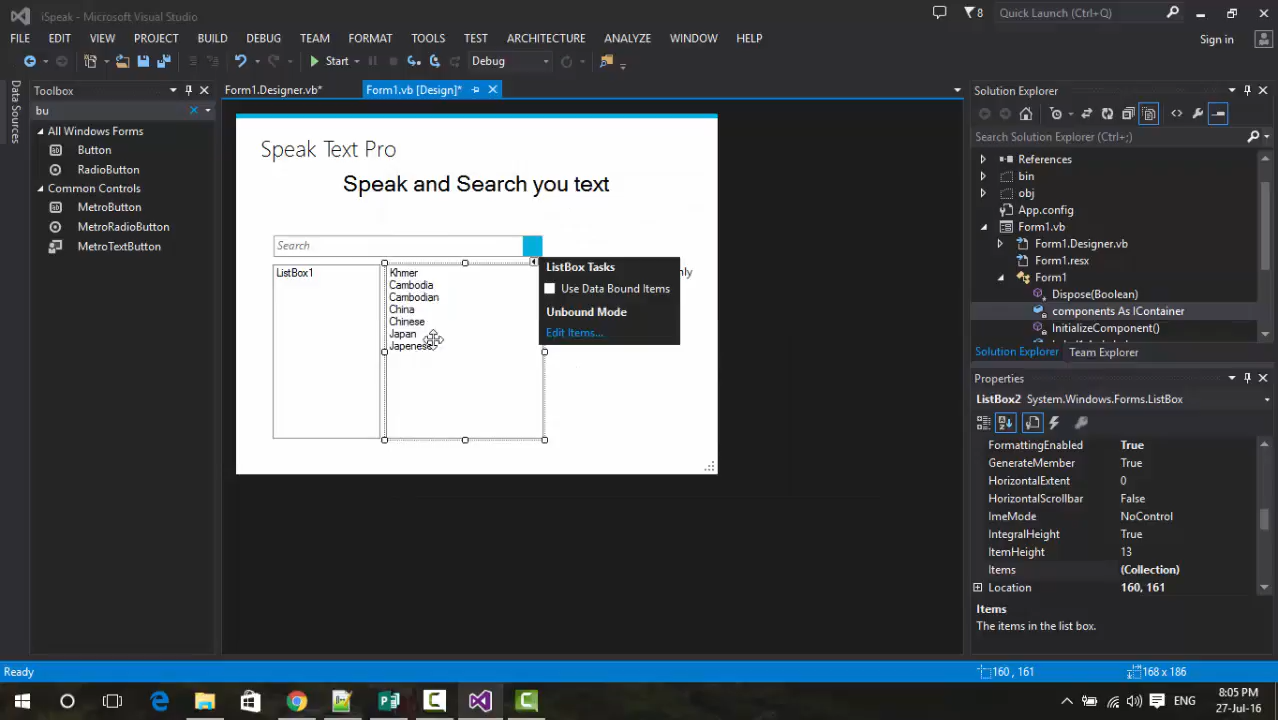 iSpeak - Microsoft Visual Studio
8
Quick Launch (Ctrl+Q)
FILE EDIT VIEW PROJECT BUILD DEBUG TEAM FORMAT TOOLS TEST ARCHITECTURE ANALYZE WINDOW HELP
Sign in
Start
Debug
Data Sources
Toolbox
Form1.Designer.vb*
Form1.vb [Design]*
Solution Explorer
bu
Search Solution Explorer (Ctrl+;)
All Windows Forms
Button
RadioButton
Common Controls
MetroButton
MetroRadioButton
MetroTextButton
Speak Text Pro
Speak and Search you text
Search
ListBox1
Khmer
Cambodia
Cambodian
China
Chinese
Japan
Japenese
ListBox Tasks
Use Data Bound Items
Unbound Mode
Edit Items...
References
bin
obj
App.config
Form1.vb
Form1.Designer.vb
Form1.resx
Form1
Dispose(Boolean)
components As IContainer
InitializeComponent()
Solution Explorer
Team Explorer
Properties
ListBox2 System.Windows.Forms.ListBox
FormattingEnabled True
GenerateMember True
HorizontalExtent 0
HorizontalScrollbar False
ImeMode NoControl
IntegralHeight True
ItemHeight 13
Items (Collection)
Location 160, 161
Items
The items in the list box.
Ready
160 , 161
168 x 186
ENG
8:05 PM
27-Jul-16